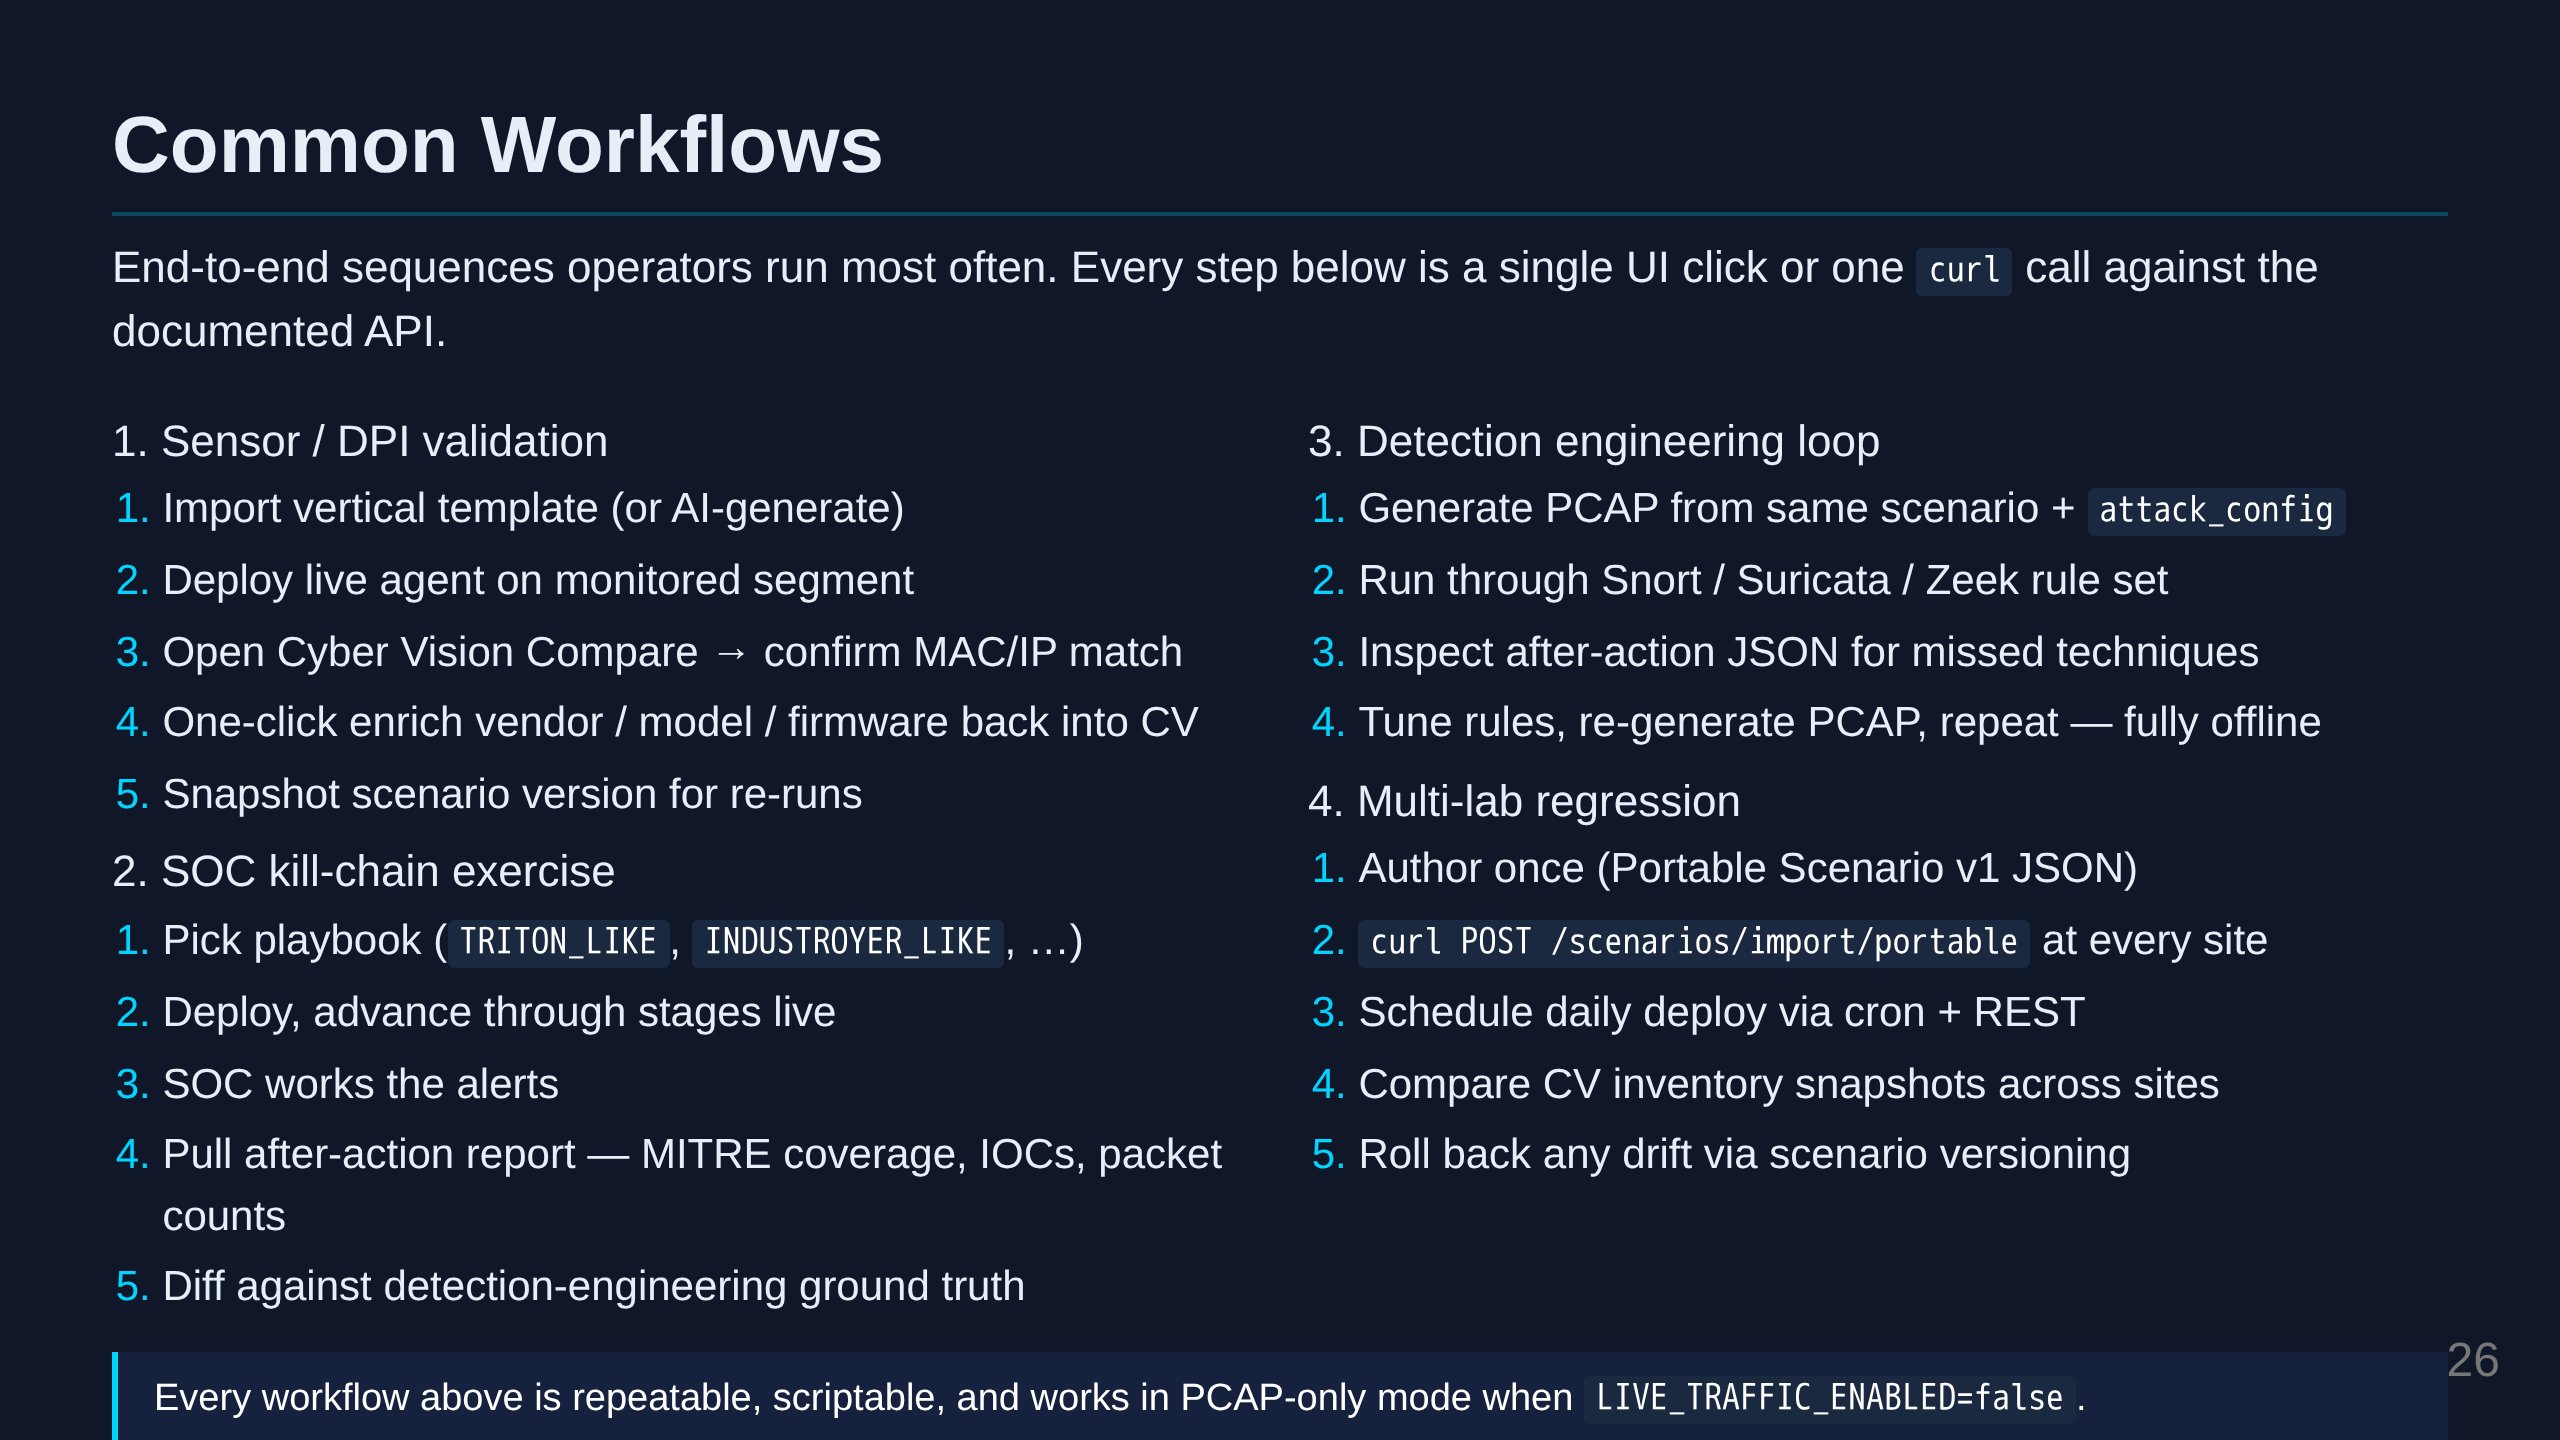 Common Workflows
End-to-end sequences operators run most often. Every step below is a single UI click or one curl call against the
documented API.
1. Sensor / DPI validation
1. Import vertical template (or AI-generate)
2. Deploy live agent on monitored segment
3. Open Cyber Vision Compare → confirm MAC/IP match
4. One-click enrich vendor / model / firmware back into CV
5. Snapshot scenario version for re-runs
2. SOC kill-chain exercise
1. Pick playbook (TRITON_LIKE, INDUSTROYER_LIKE, …)
2. Deploy, advance through stages live
3. SOC works the alerts
4. Pull after-action report — MITRE coverage, IOCs, packet
counts
5. Diff against detection-engineering ground truth
3. Detection engineering loop
1. Generate PCAP from same scenario + attack_config
2. Run through Snort / Suricata / Zeek rule set
3. Inspect after-action JSON for missed techniques
4. Tune rules, re-generate PCAP, repeat — fully offline
4. Multi-lab regression
1. Author once (Portable Scenario v1 JSON)
2. curl POST /scenarios/import/portable at every site
3. Schedule daily deploy via cron + REST
4. Compare CV inventory snapshots across sites
5. Roll back any drift via scenario versioning
Every workflow above is repeatable, scriptable, and works in PCAP-only mode when LIVE_TRAFFIC_ENABLED=false.
26